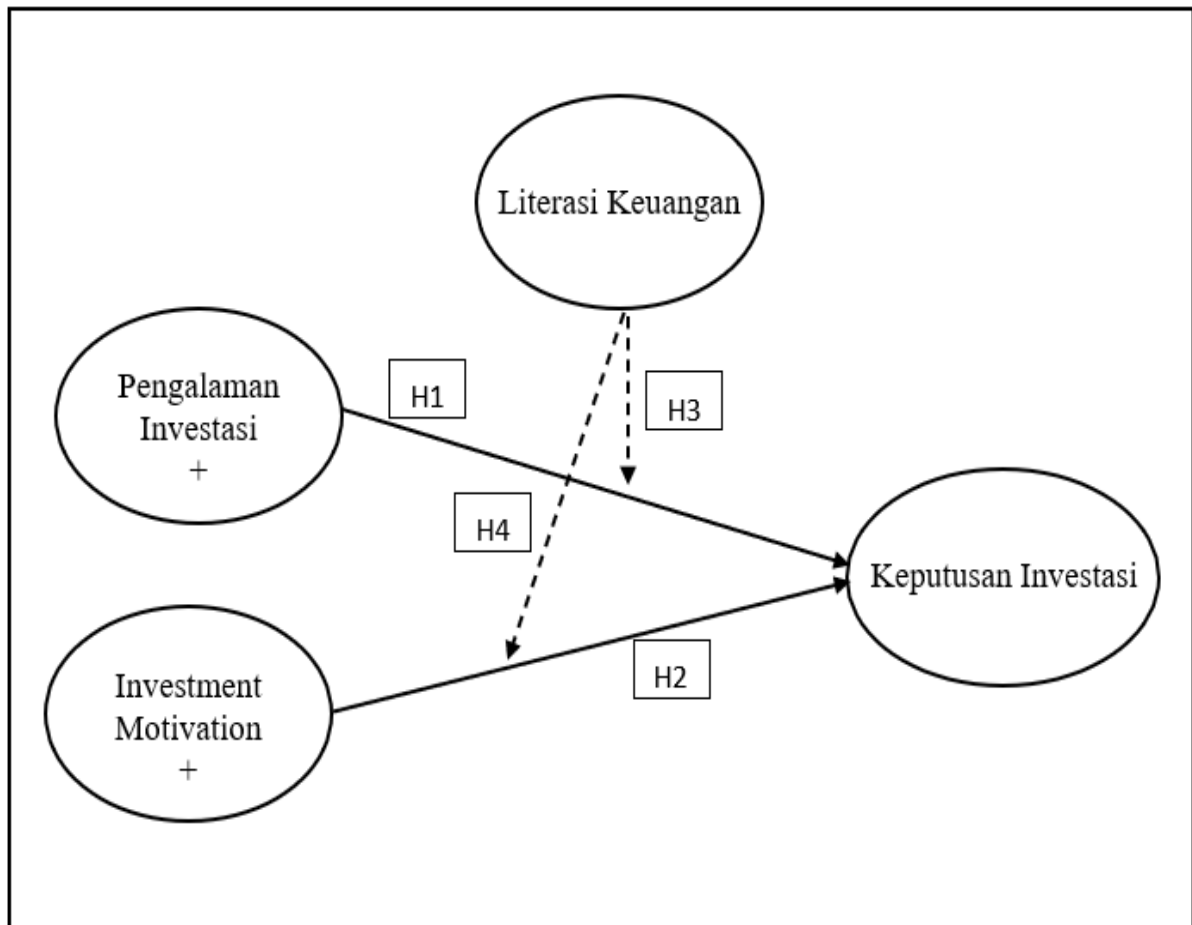 Literasi Keuangan
Pengalaman
Investasi
+
H1
H3
H4
Keputusan Investasi
H2
Investment
Motivation
+